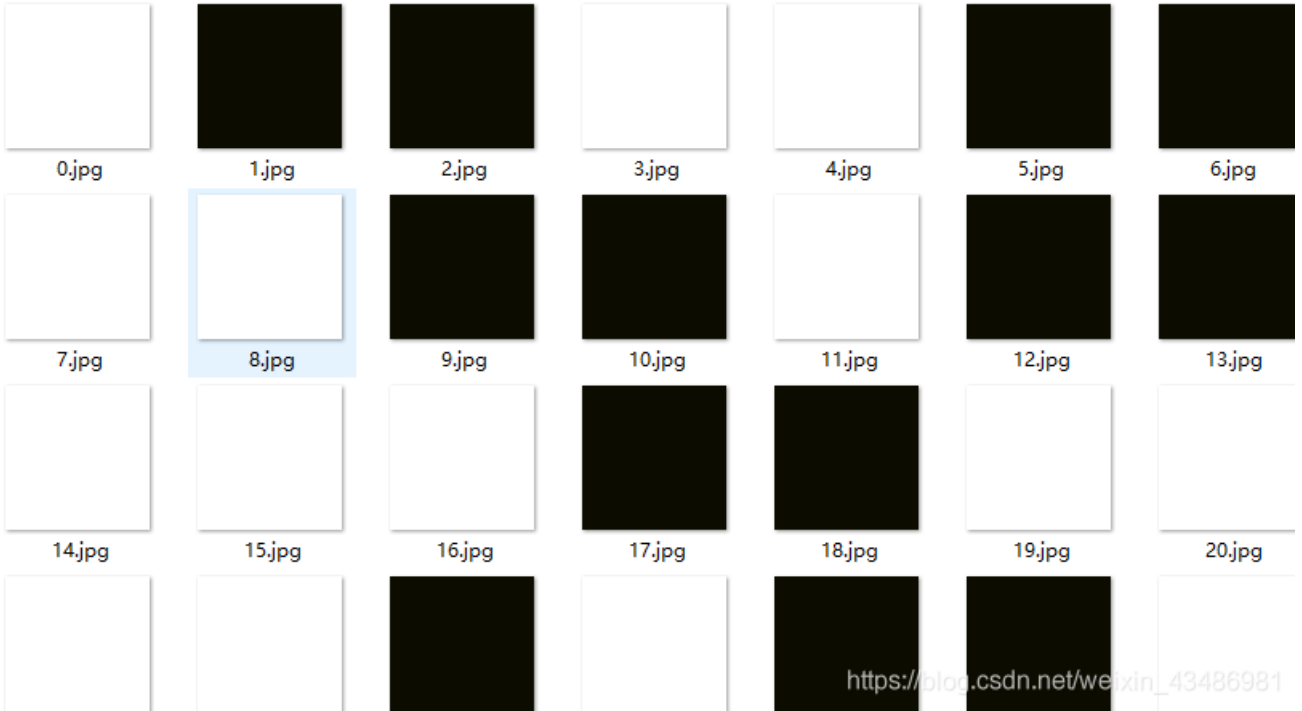 0.jpg 1.jpg 2.jpg 3.jpg 4.jpg 5.jpg 6.jpg
7.jpg 8.jpg 9.jpg 10.jpg 11.jpg 12.jpg 13.jpg
14.jpg 15.jpg 16.jpg 17.jpg 18.jpg 19.jpg 20.jpg
https://blog.csdn.net/weixin_43486981